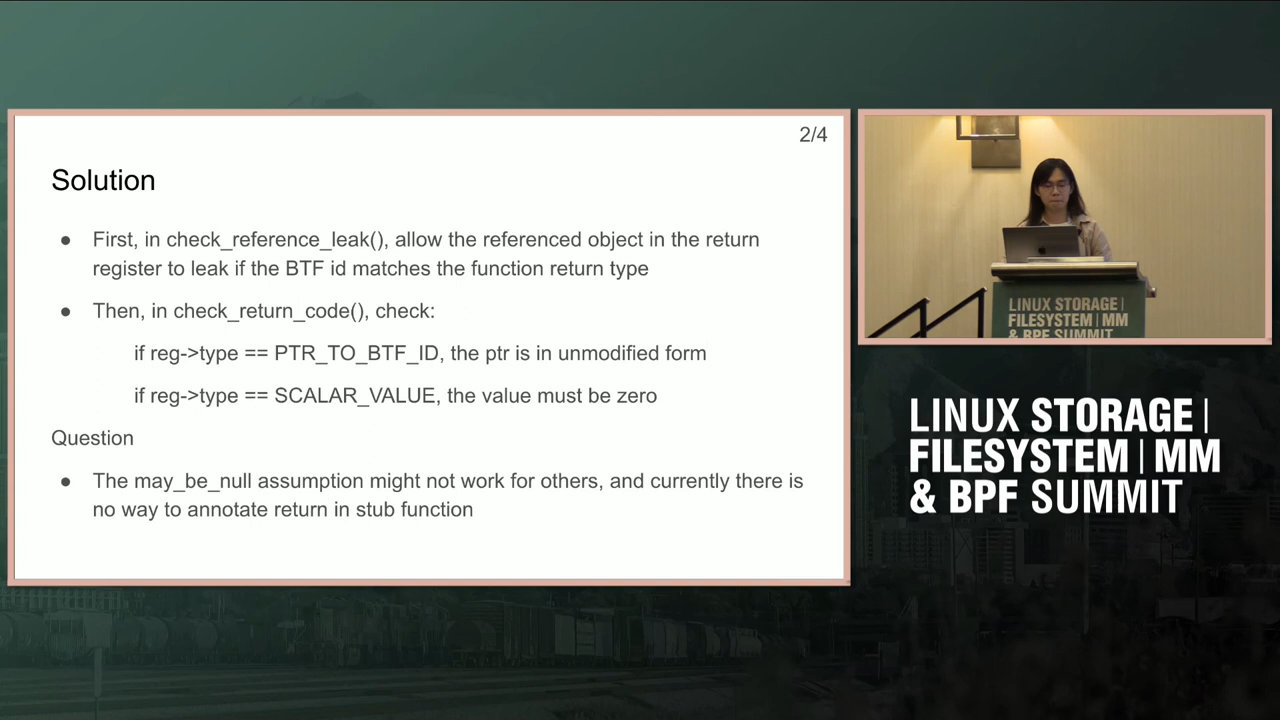 2/4
Solution
● First, in check_reference_leak(), allow the referenced object in the return
register to leak if the BTF id matches the function return type
● Then, in check_return_code(), check:
if reg->type == PTR_TO_BTF_ID, the ptr is in unmodified form
if reg->type == SCALAR_VALUE, the value must be zero
Question
● The may_be_null assumption might not work for others, and currently there is
no way to annotate return in stub function
LINUX STORAGE |
FILESYSTEM | MM
& BPF SUMMIT
LINUX STORAGE |
FILESYSTEM | MM
& BPF SUMMIT